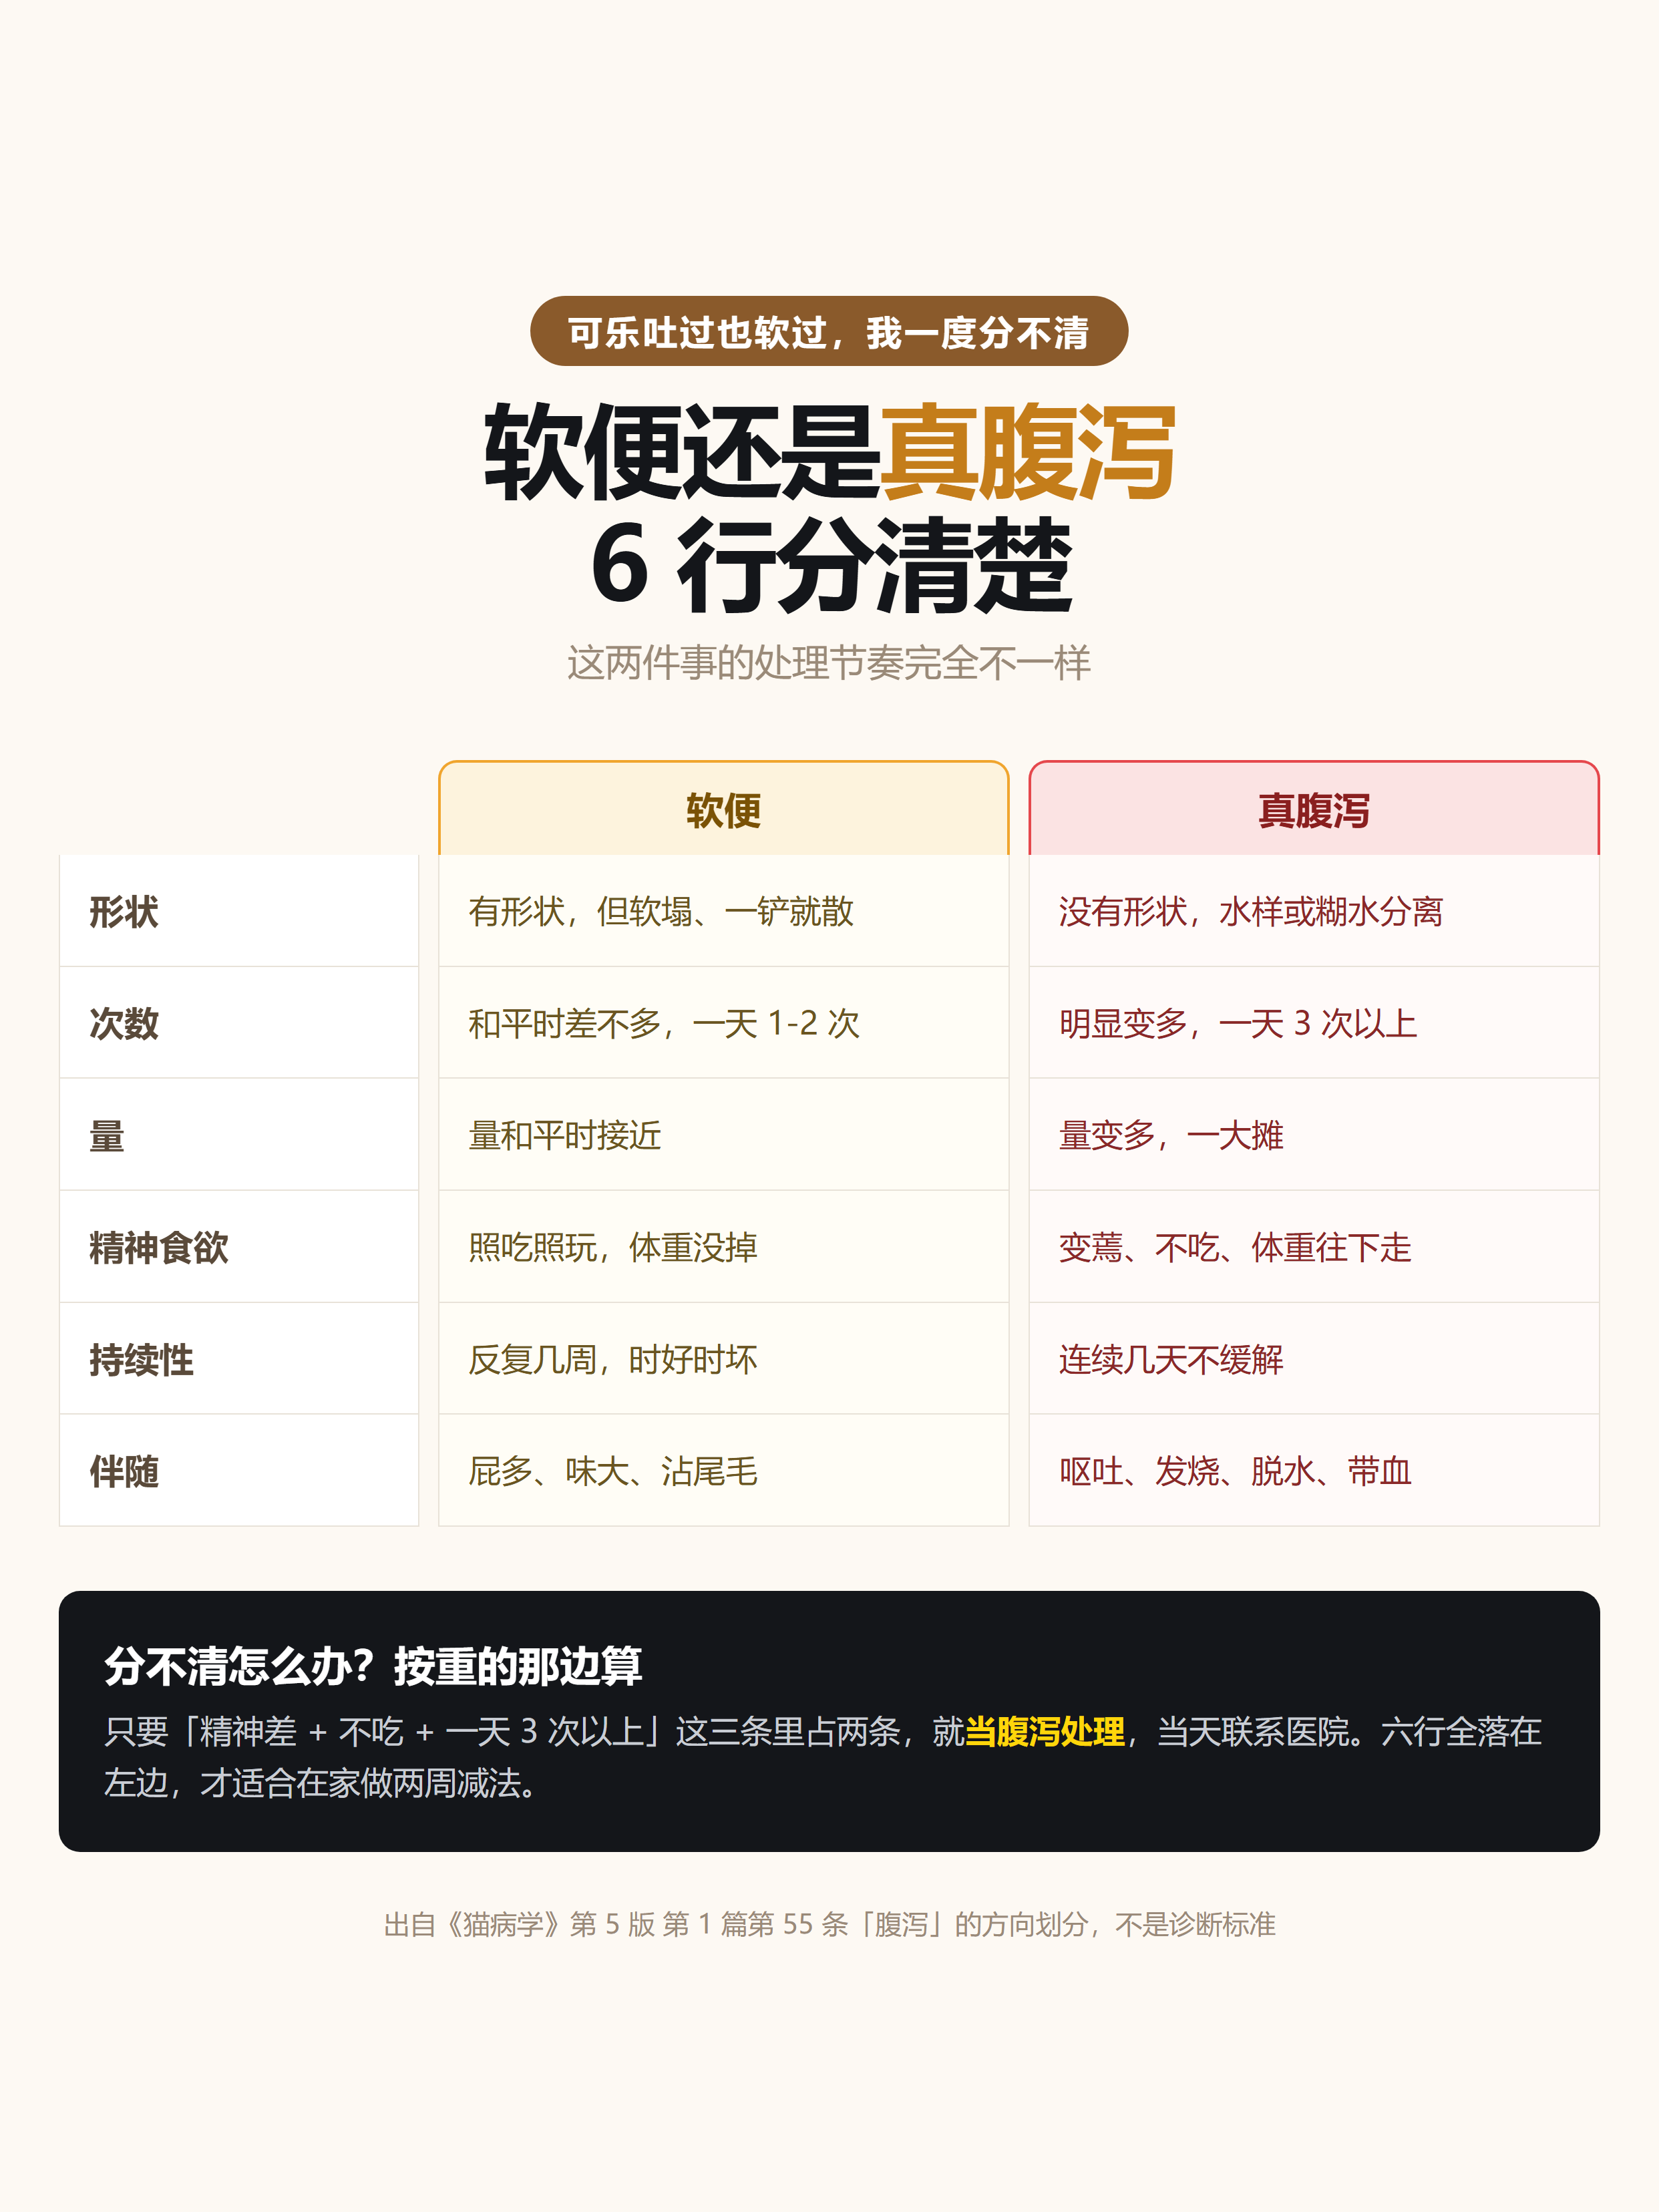 可乐吐过也软过，我一度分不清
软便还是真腹泻
6 行分清楚
这两件事的处理节奏完全不一样
软便 真腹泻
形状 有形状，但软塌、一铲就散 没有形状，水样或糊水分离
次数 和平时差不多，一天 1-2 次 明显变多，一天 3 次以上
量 量和平时接近 量变多，一大摊
精神食欲 照吃照玩，体重没掉 变蔫、不吃、体重往下走
持续性 反复几周，时好时坏 连续几天不缓解
伴随 屁多、味大、沾尾毛 呕吐、发烧、脱水、带血
分不清怎么办？按重的那边算
只要「精神差 + 不吃 + 一天 3 次以上」这三条里占两条，就当腹泻处理，当天联系医院。六行全落在
左边，才适合在家做两周减法。
出自《猫病学》第 5 版 第 1 篇第 55 条「腹泻」的方向划分，不是诊断标准